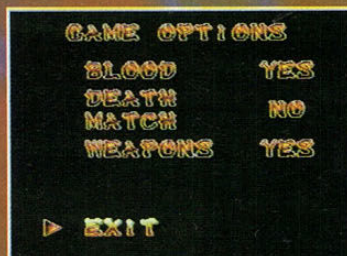 GAME OPTIONS
BLOOD YES
DEATH
MATCH NO
WEAPONS YES
EXIT